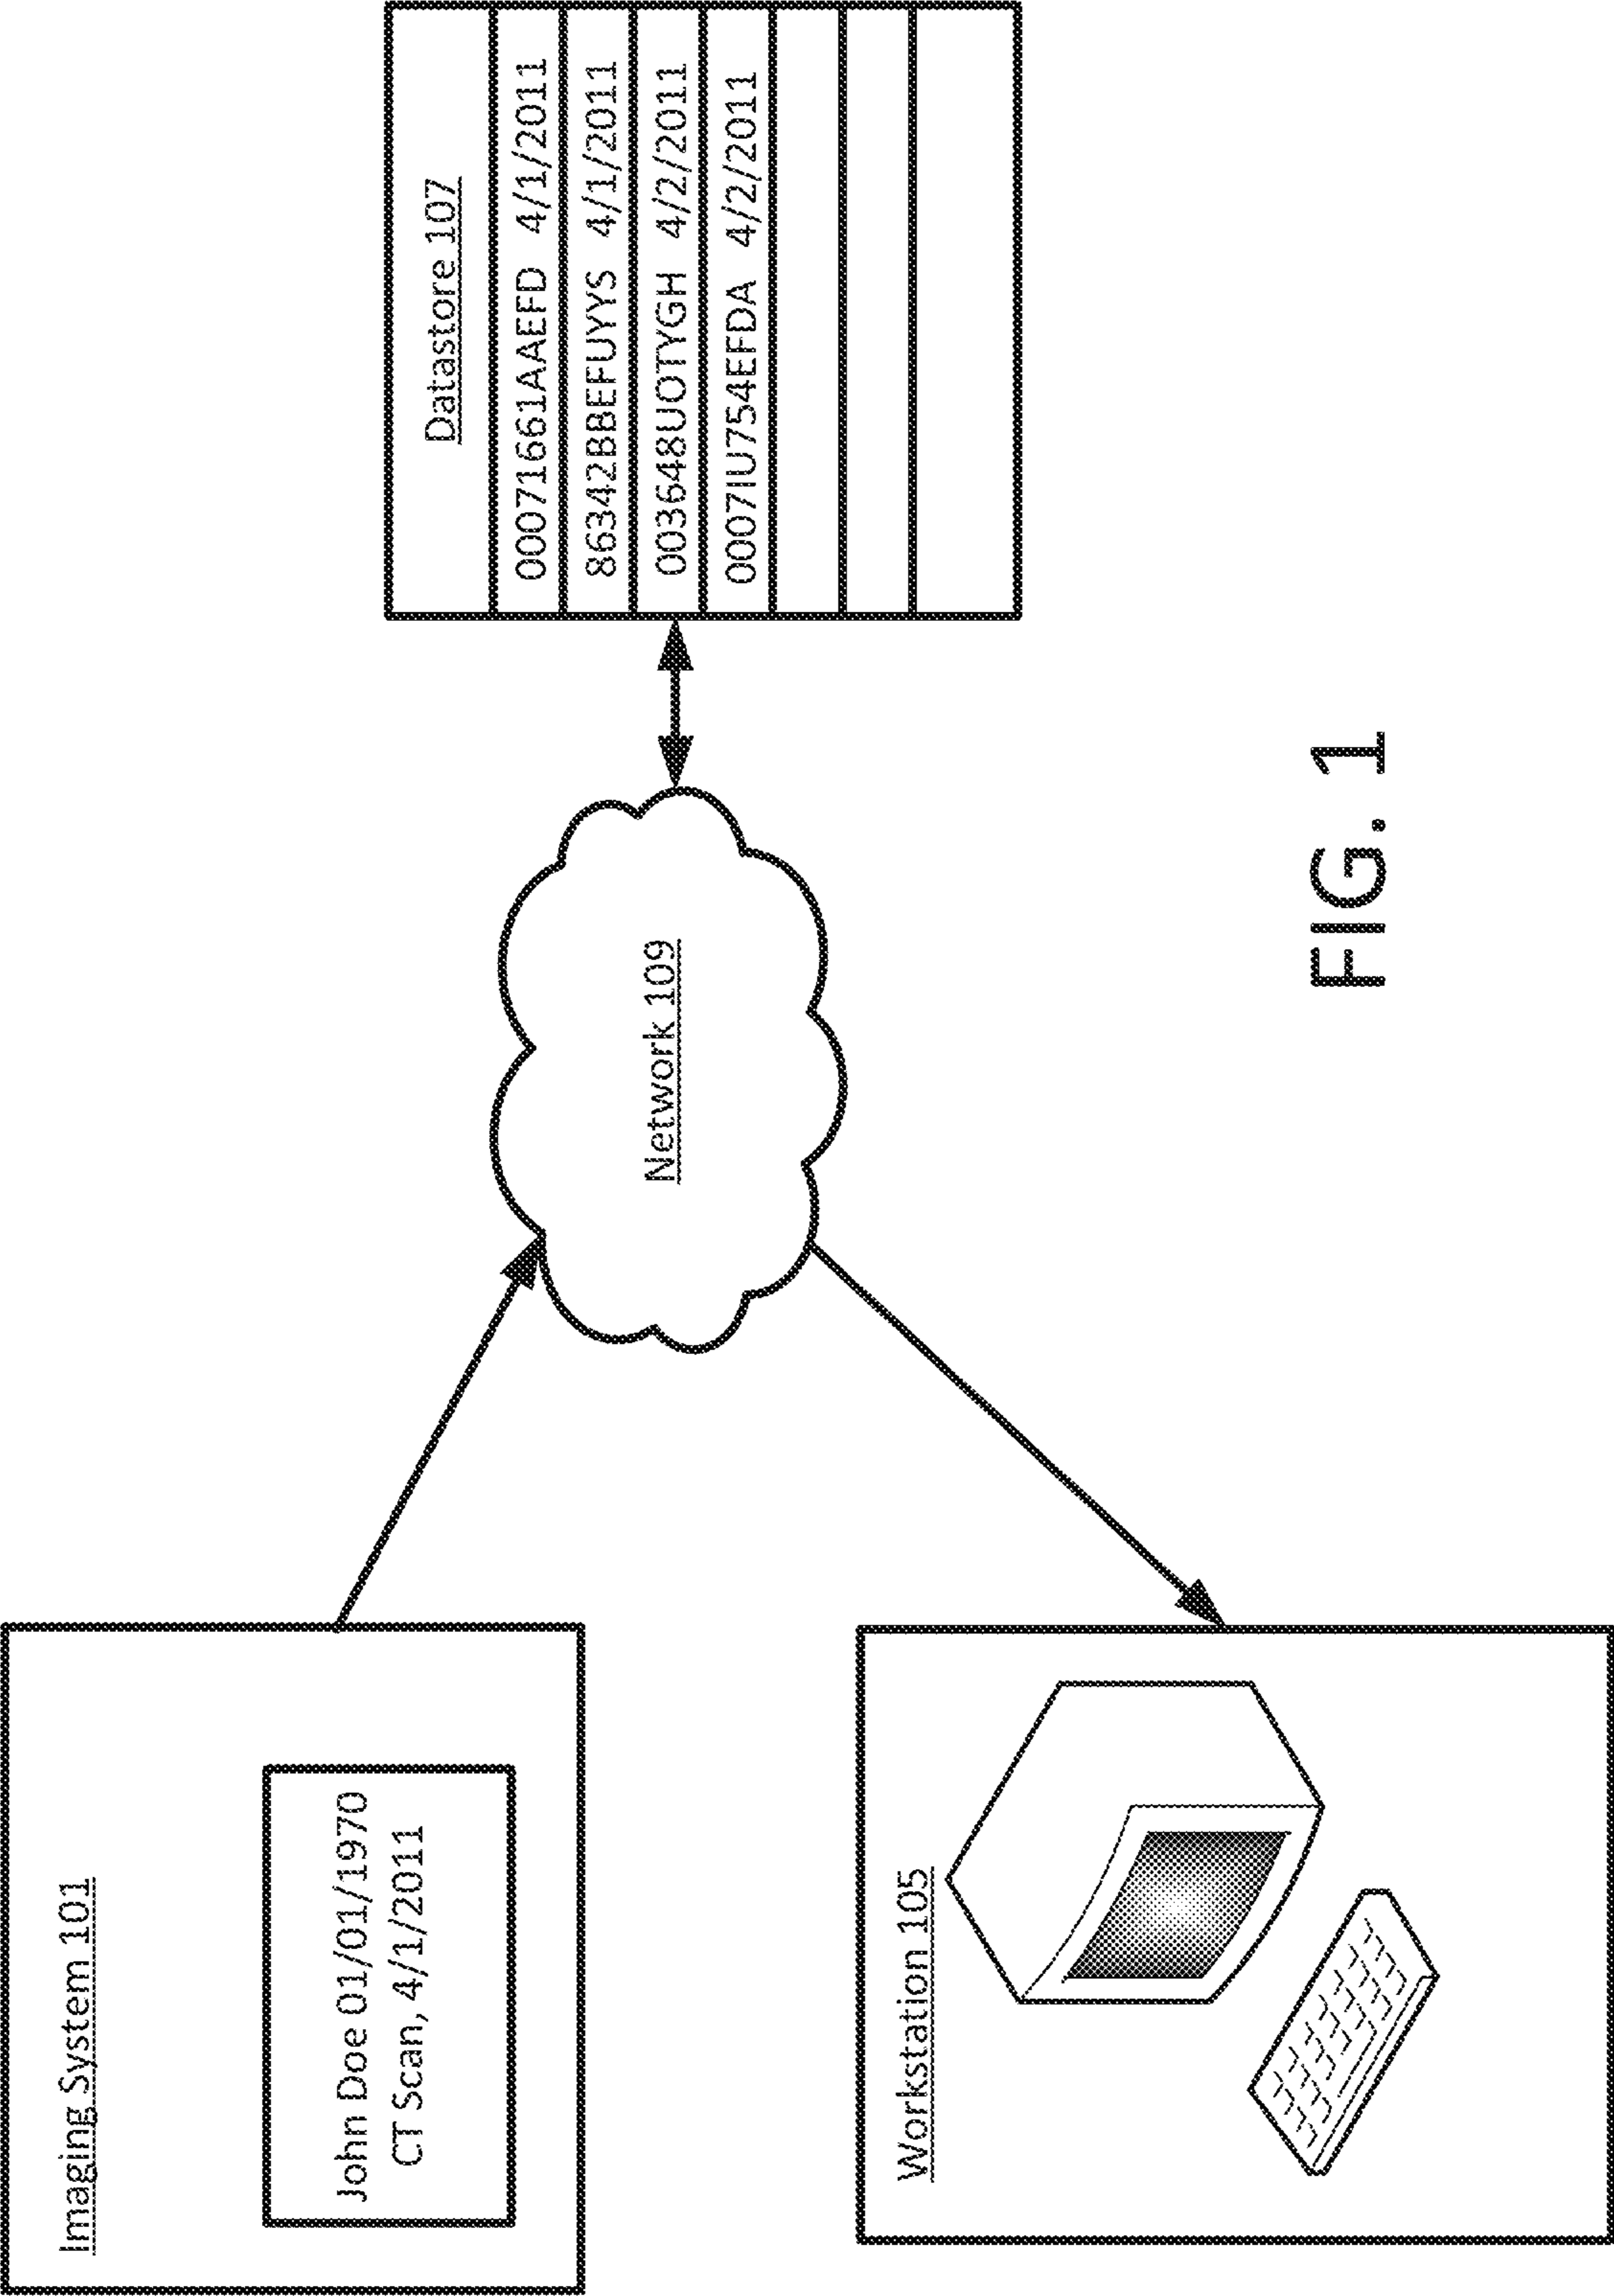 Imaging System 101
John Doe 01/01/1970
CT Scan, 4/1/2011
Workstation 105
Network 109
Datastore 107
00071661AAEFD 4/1/2011
86342BBEFUYYS 4/1/2011
003648UOTYGH 4/2/2011
0007IU754EFDA 4/2/2011
FIG. 1